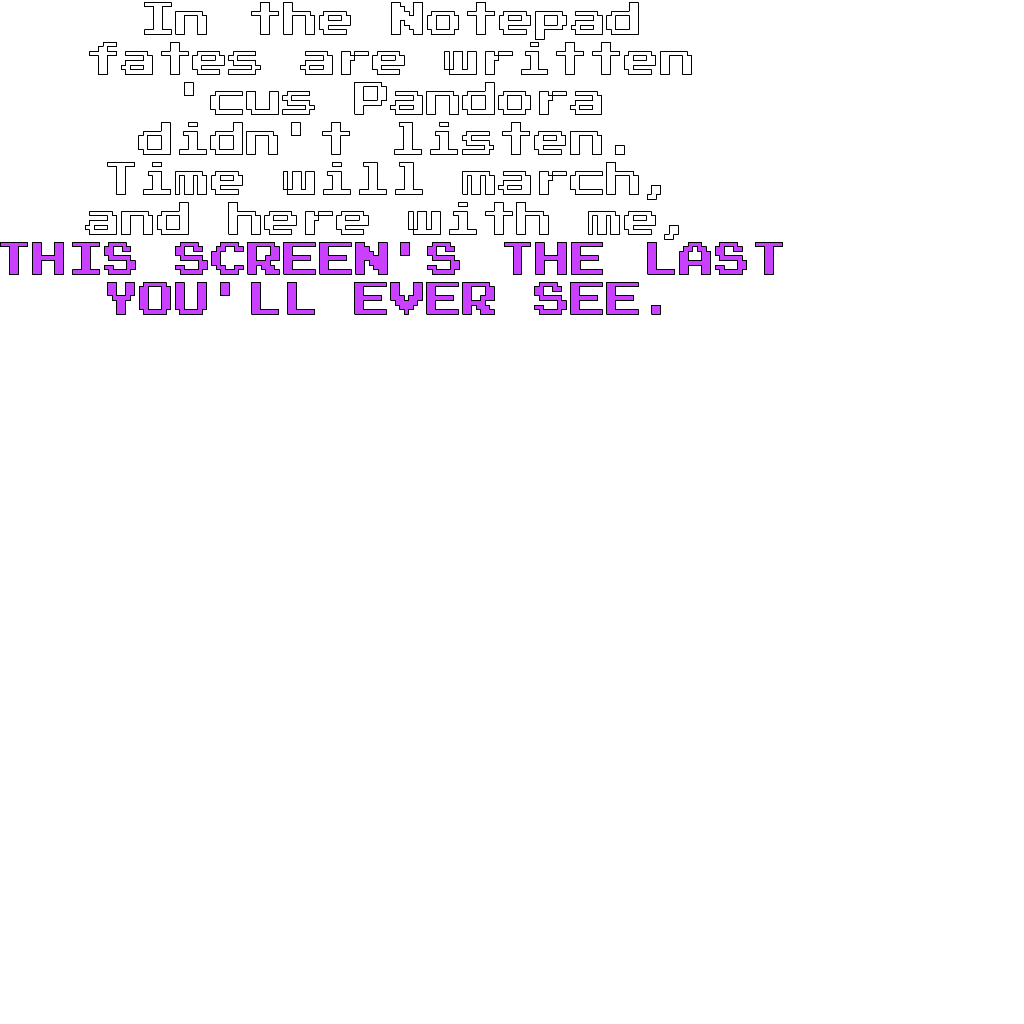 In the Notepad
fates are written
'cus Pandora
didn't listen.
Time will march,
and here with me,
THIS SCREEN'S THE LAST
YOU'LL EVER SEE.